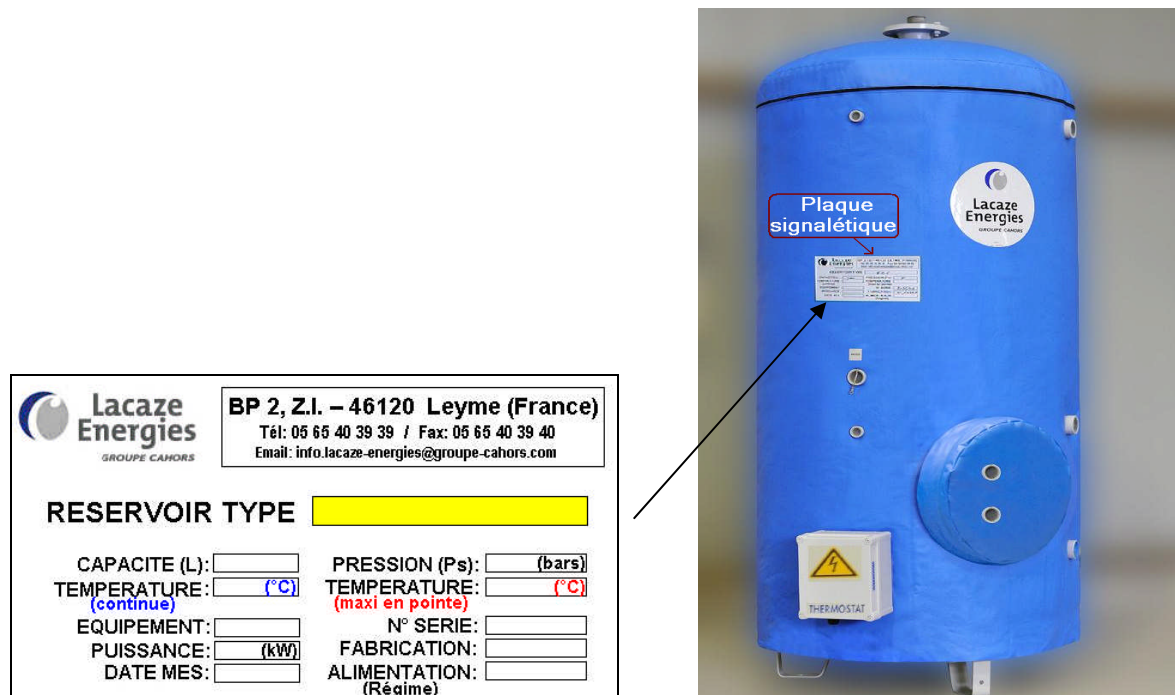 Lacaze
Energies
GROUPE CAHORS
BP 2, Z.I. – 46120 Leyme (France)
Tél: 05 65 40 39 39 / Fax: 05 65 40 39 40
Email: info.lacaze-energies@groupe-cahors.com
RESERVOIR TYPE
CAPACITE (L):
PRESSION (Ps): (bars)
TEMPERATURE: (°C)
(continue)
TEMPERATURE: (°C)
(maxi en pointe)
EQUIPEMENT:
N° SERIE:
PUISSANCE: (kW)
FABRICATION:
DATE MES:
ALIMENTATION:
(Régime)
Plaque
signalétique
Lacaze
Energies
GROUPE CAHORS
Lacaze
Energies
THERMOSTAT